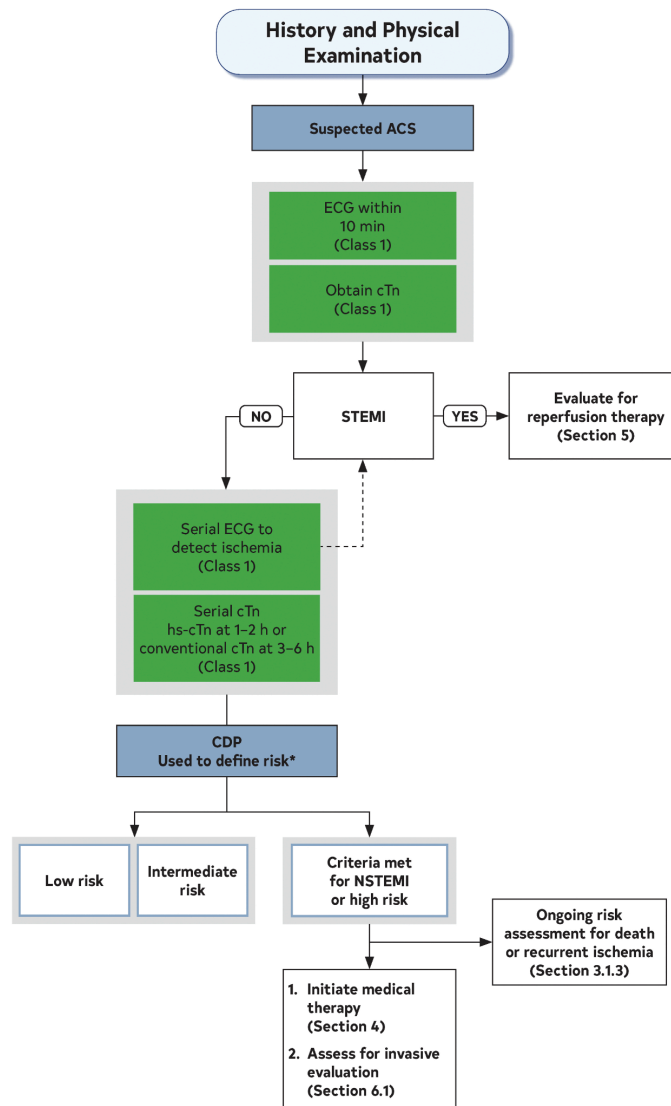 History and Physical
Examination
Suspected ACS
ECG within
10 min
(Class 1)
Obtain cTn
(Class 1)
NO
STEMI
YES
Evaluate for
reperfusion therapy
(Section 5)
Serial ECG to
detect ischemia
(Class 1)
Serial cTn
hs-cTn at 1–2 h or
conventional cTn at 3–6 h
(Class 1)
CDP
Used to define risk*
Low risk
Intermediate
risk
Criteria met
for NSTEMI
or high risk
Ongoing risk
assessment for death
or recurrent ischemia
(Section 3.1.3)
1. Initiate medical
therapy
(Section 4)
2. Assess for invasive
evaluation
(Section 6.1)